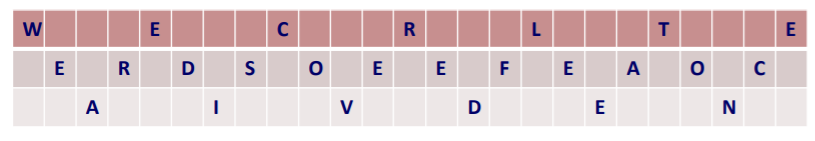 W E C R L T E
E R D S O E E F E A O C
A I V D E N